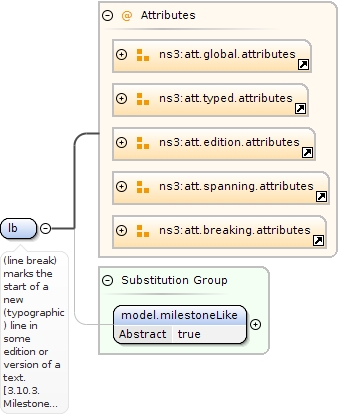 @ Attributes
ns3:att.global.attributes
ns3:att.typed.attributes
ns3:att.edition.attributes
ns3:att.spanning.attributes
ns3:att.breaking.attributes
lb
(line break)
marks the
start of a
new
(typographic
) line in
some
edition or
version of a
text.
[3.10.3.
Milestone...
Substitution Group
model.milestoneLike
Abstract true